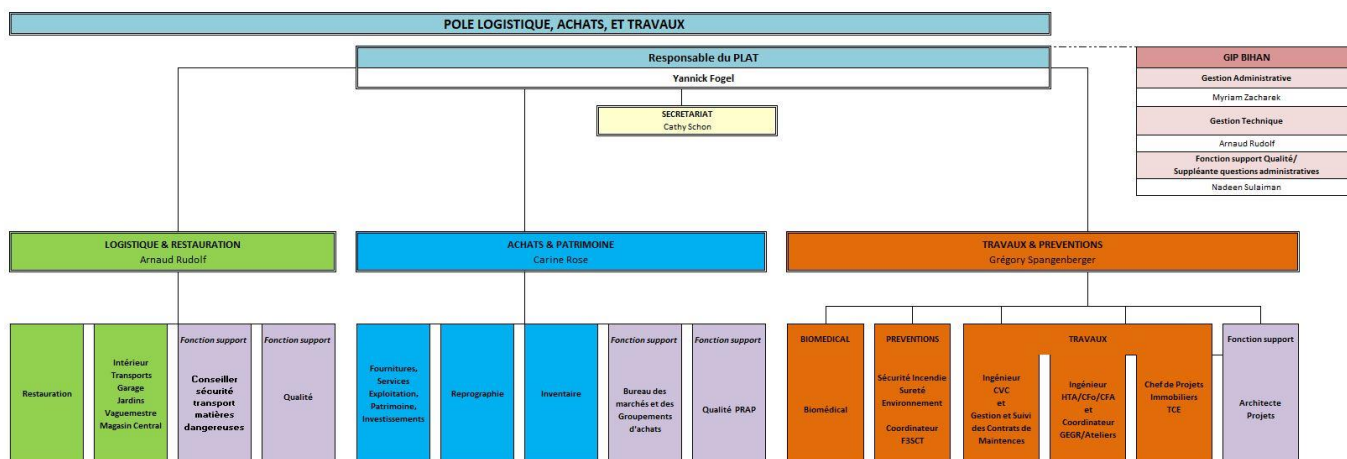 POLE LOGISTIQUE, ACHATS, ET TRAVAUX
Responsable du PLAT
Yannick Fogel
SECRETARIAT
Cathy Schon
GIP BIHAN
Gestion Administrative
Myriam Zacharek
Gestion Technique
Arnaud Rudolf
Fonction support Qualité/
Suppléante questions administratives
Nadeen Sulaiman
LOGISTIQUE & RESTAURATION
Arnaud Rudolf
ACHATS & PATRIMOINE
Carine Rose
TRAVAUX & PREVENTIONS
Grégory Spangenberger
Restauration
Intérieur
Transports
Garage
Jardins
Vaguemestre
Magasin Central
Fonction support
Conseiller
sécurité
transport
matières
dangereuses
Fonction support
Qualité
Fournitures,
Services
Exploitation,
Patrimoine,
Investissements
Reprographie
Inventaire
Fonction support
Bureau des
marchés et des
Groupements
d'achats
Fonction support
Qualité PRAP
BIOMEDICAL
Biomédical
PREVENTIONS
Sécurité Incendie
Sureté
Environnement
Coordinateur
F3SCT
TRAVAUX
Ingénieur
CVC
et
Gestion et Suivi
des Contrats de
Maintences
Ingénieur
HTA/CFo/CFA
et
Coordinateur
GEGR/Ateliers
Chef de Projets
Immobiliers
TCE
Fonction support
Architecte
Projets